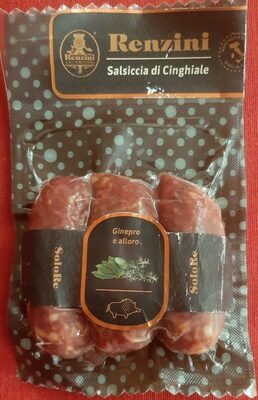 Renzini
Renzini
Salsiccia di Cinghiale
Ginepro
e alloro
SoloRe
SoloRe